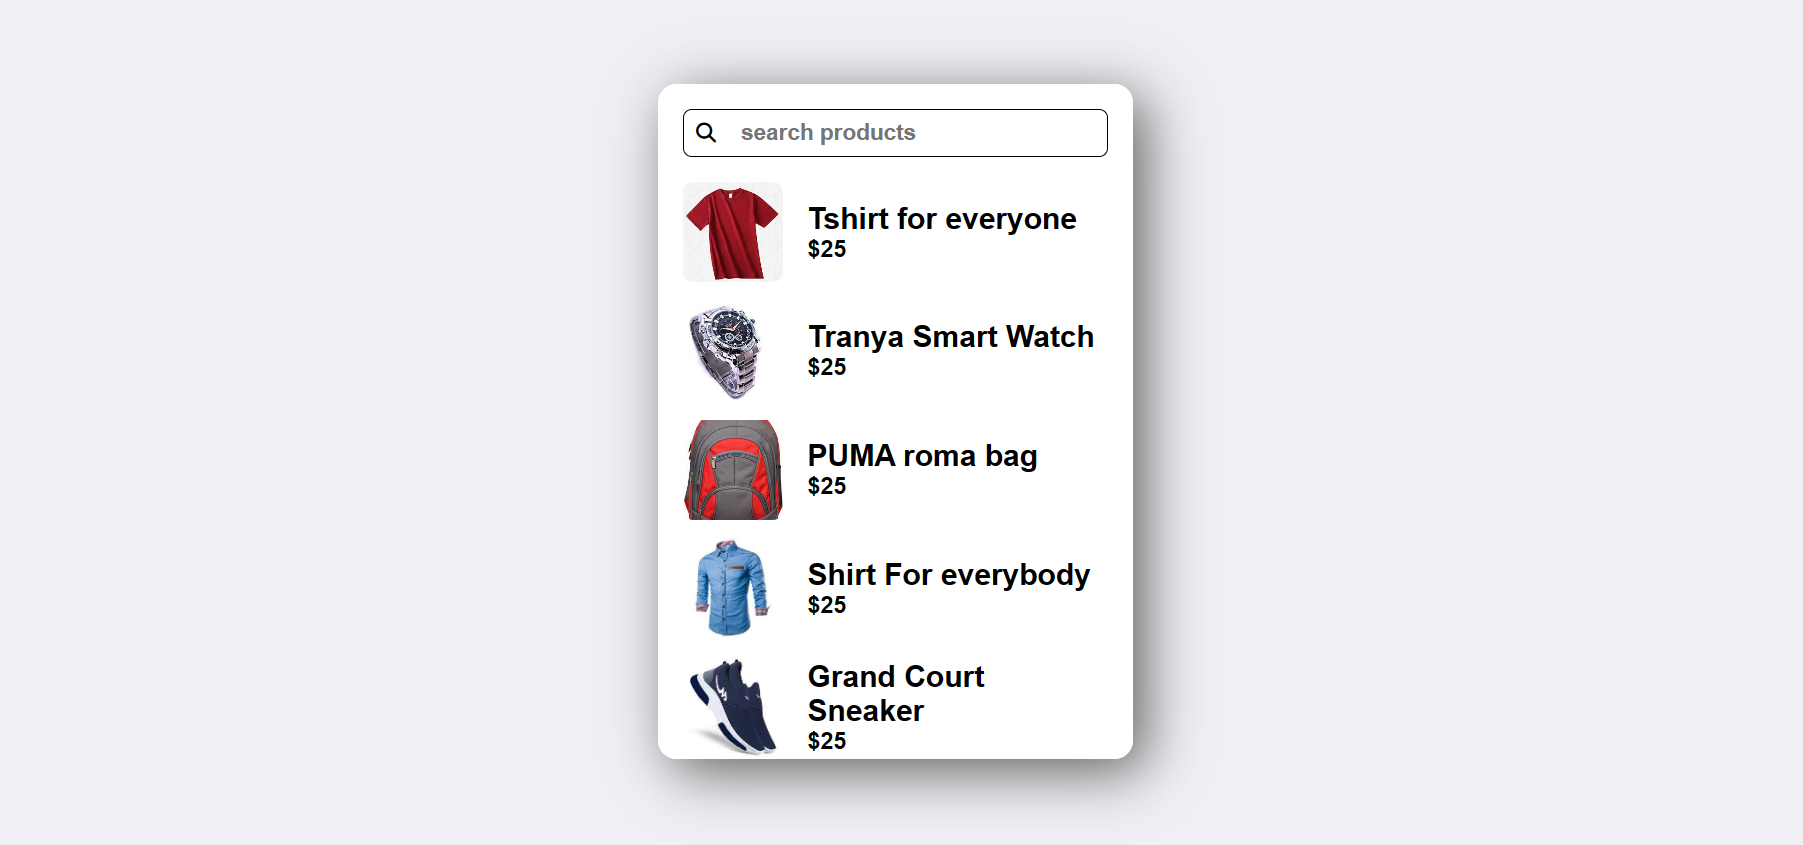 search products
Tshirt for everyone
$25
Tranya Smart Watch
$25
PUMA roma bag
$25
Shirt For everybody
$25
Grand Court
Sneaker
$25